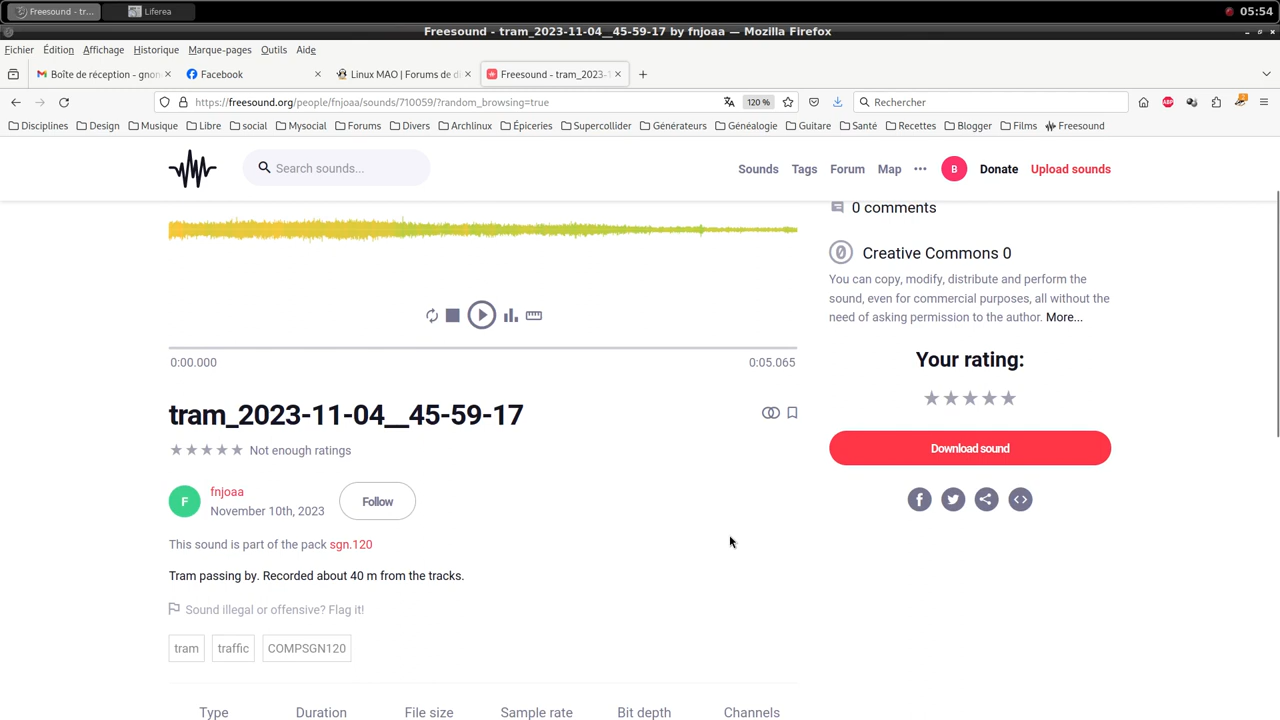 Freesound - tr...
Liferea
05:54
Freesound - tram_2023-11-04__45-59-17 by fnjoaa — Mozilla Firefox
Fichier Édition Affichage Historique Marque-pages Outils Aide
Boîte de réception - gnon
Facebook
Linux MAO | Forums de di
Freesound - tram_2023-1
https://freesound.org/people/fnjoaa/sounds/710059/?random_browsing=true
120 %
Rechercher
ABP
2
Disciplines Design Musique Libre social Mysocial Forums Divers Archlinux Épiceries Supercollider Générateurs Généalogie Guitare Santé Recettes Blogger Films Freesound
Search sounds...
Sounds Tags Forum Map ••• B Donate Upload sounds
0 comments
Creative Commons 0
You can copy, modify, distribute and perform the
sound, even for commercial purposes, all without the
need of asking permission to the author. More...
0:00.000
0:05.065
Your rating:
tram_2023-11-04__45-59-17
Not enough ratings
Download sound
F
fnjoaa
November 10th, 2023
Follow
This sound is part of the pack sgn.120
Tram passing by. Recorded about 40 m from the tracks.
Sound illegal or offensive? Flag it!
tram traffic COMPSGN120
Type Duration File size Sample rate Bit depth Channels